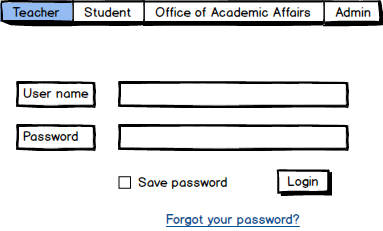 Teacher Student Office of Academic Affairs Admin
User name
Password
Save password Login
Forgot your password?